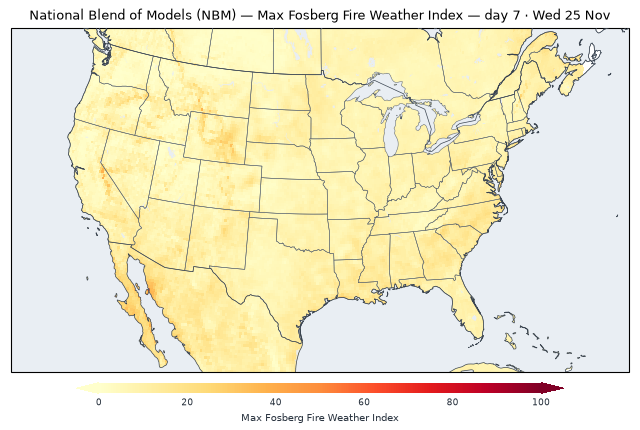 National Blend of Models (NBM) — Max Fosberg Fire Weather Index — day 7 · Wed 25 Nov
0 20 40 60 80 100
Max Fosberg Fire Weather Index